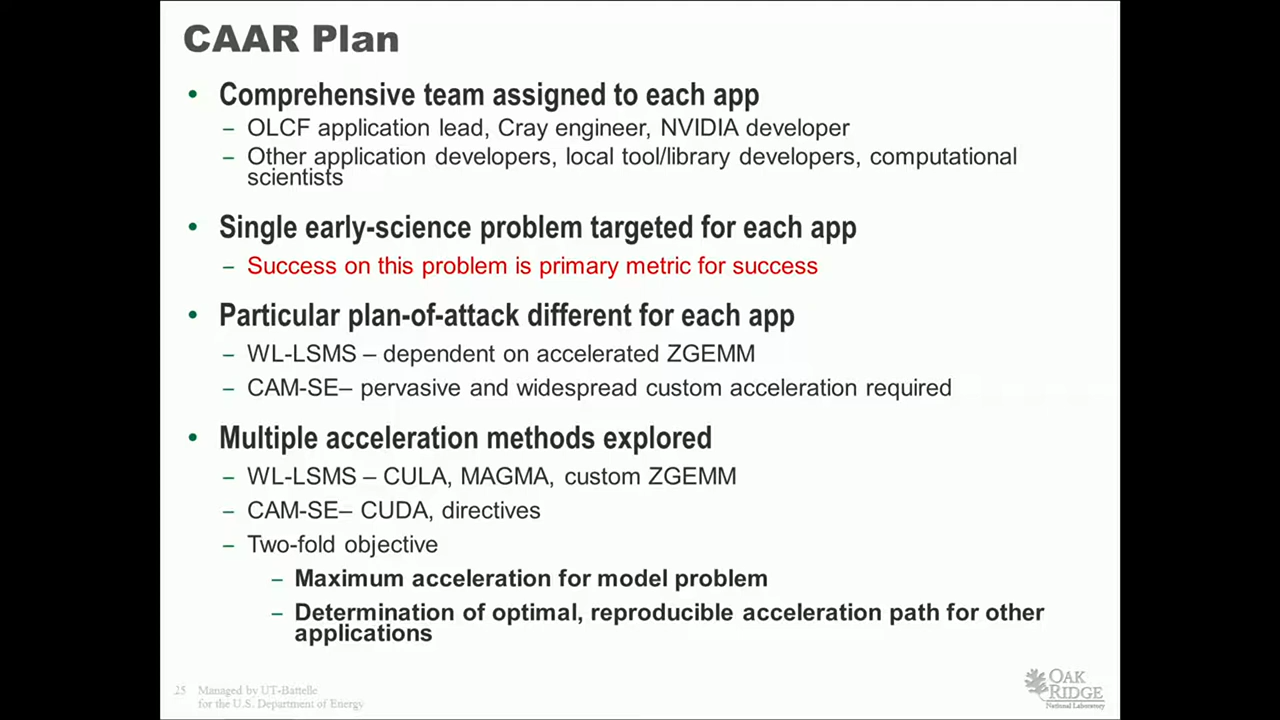 CAAR Plan
• Comprehensive team assigned to each app
– OLCF application lead, Cray engineer, NVIDIA developer
– Other application developers, local tool/library developers, computational
scientists
• Single early-science problem targeted for each app
– Success on this problem is primary metric for success
• Particular plan-of-attack different for each app
– WL-LSMS – dependent on accelerated ZGEMM
– CAM-SE– pervasive and widespread custom acceleration required
• Multiple acceleration methods explored
– WL-LSMS – CULA, MAGMA, custom ZGEMM
– CAM-SE– CUDA, directives
– Two-fold objective
– Maximum acceleration for model problem
– Determination of optimal, reproducible acceleration path for other
applications
25 Managed by UT-Battelle
for the U.S. Department of Energy
OAK
RIDGE
National Laboratory